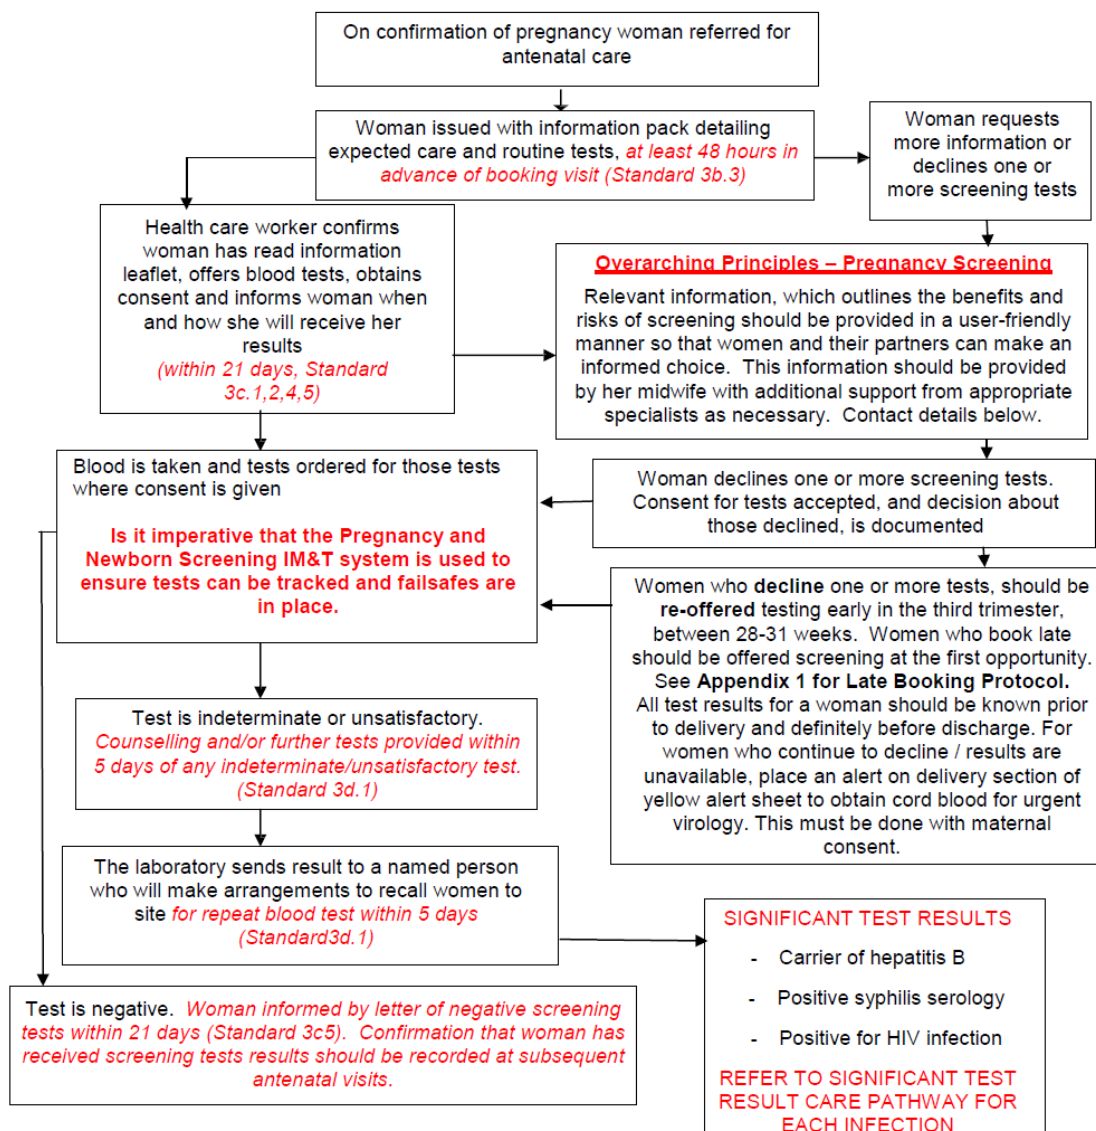 On confirmation of pregnancy woman referred for
antenatal care
Woman issued with information pack detailing
expected care and routine tests, at least 48 hours in
advance of booking visit (Standard 3b.3)
Woman requests
more information or
declines one or
more screening tests
Health care worker confirms
woman has read information
leaflet, offers blood tests, obtains
consent and informs woman when
and how she will receive her
results
(within 21 days, Standard
3c.1,2,4,5)
Overarching Principles – Pregnancy Screening
Relevant information, which outlines the benefits and
risks of screening should be provided in a user-friendly
manner so that women and their partners can make an
informed choice. This information should be provided
by her midwife with additional support from appropriate
specialists as necessary. Contact details below.
Blood is taken and tests ordered for those tests
where consent is given
Is it imperative that the Pregnancy and
Newborn Screening IM&T system is used to
ensure tests can be tracked and failsafes are
in place.
Woman declines one or more screening tests.
Consent for tests accepted, and decision about
those declined, is documented
Women who decline one or more tests, should be
re-offered testing early in the third trimester,
between 28-31 weeks. Women who book late
should be offered screening at the first opportunity.
See Appendix 1 for Late Booking Protocol.
All test results for a woman should be known prior
to delivery and definitely before discharge. For
women who continue to decline / results are
unavailable, place an alert on delivery section of
yellow alert sheet to obtain cord blood for urgent
virology. This must be done with maternal
consent.
Test is indeterminate or unsatisfactory.
Counselling and/or further tests provided within
5 days of any indeterminate/unsatisfactory test.
(Standard 3d.1)
The laboratory sends result to a named person
who will make arrangements to recall women to
site for repeat blood test within 5 days
(Standard3d.1)
SIGNIFICANT TEST RESULTS
- Carrier of hepatitis B
- Positive syphilis serology
- Positive for HIV infection
REFER TO SIGNIFICANT TEST
RESULT CARE PATHWAY FOR
EACH INFECTION
Test is negative. Woman informed by letter of negative screening
tests within 21 days (Standard 3c5). Confirmation that woman has
received screening tests results should be recorded at subsequent
antenatal visits.